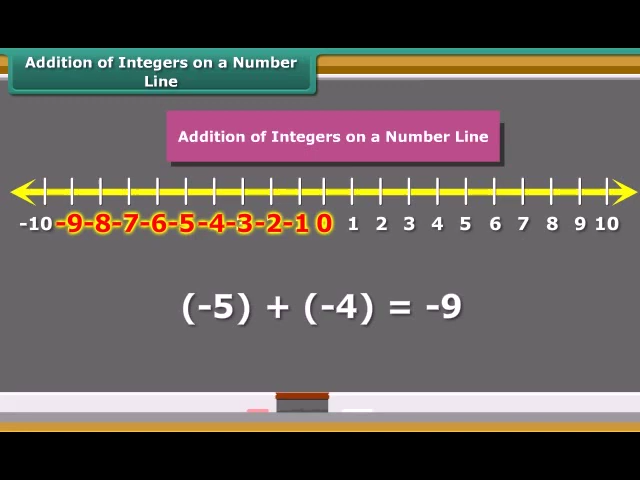 Addition of Integers on a Number
Line
Addition of Integers on a Number Line
-10 -9 -8 -7 -6 -5 -4 -3 -2 -1 0 1 2 3 4 5 6 7 8 9 10
(-5) + (-4) = -9